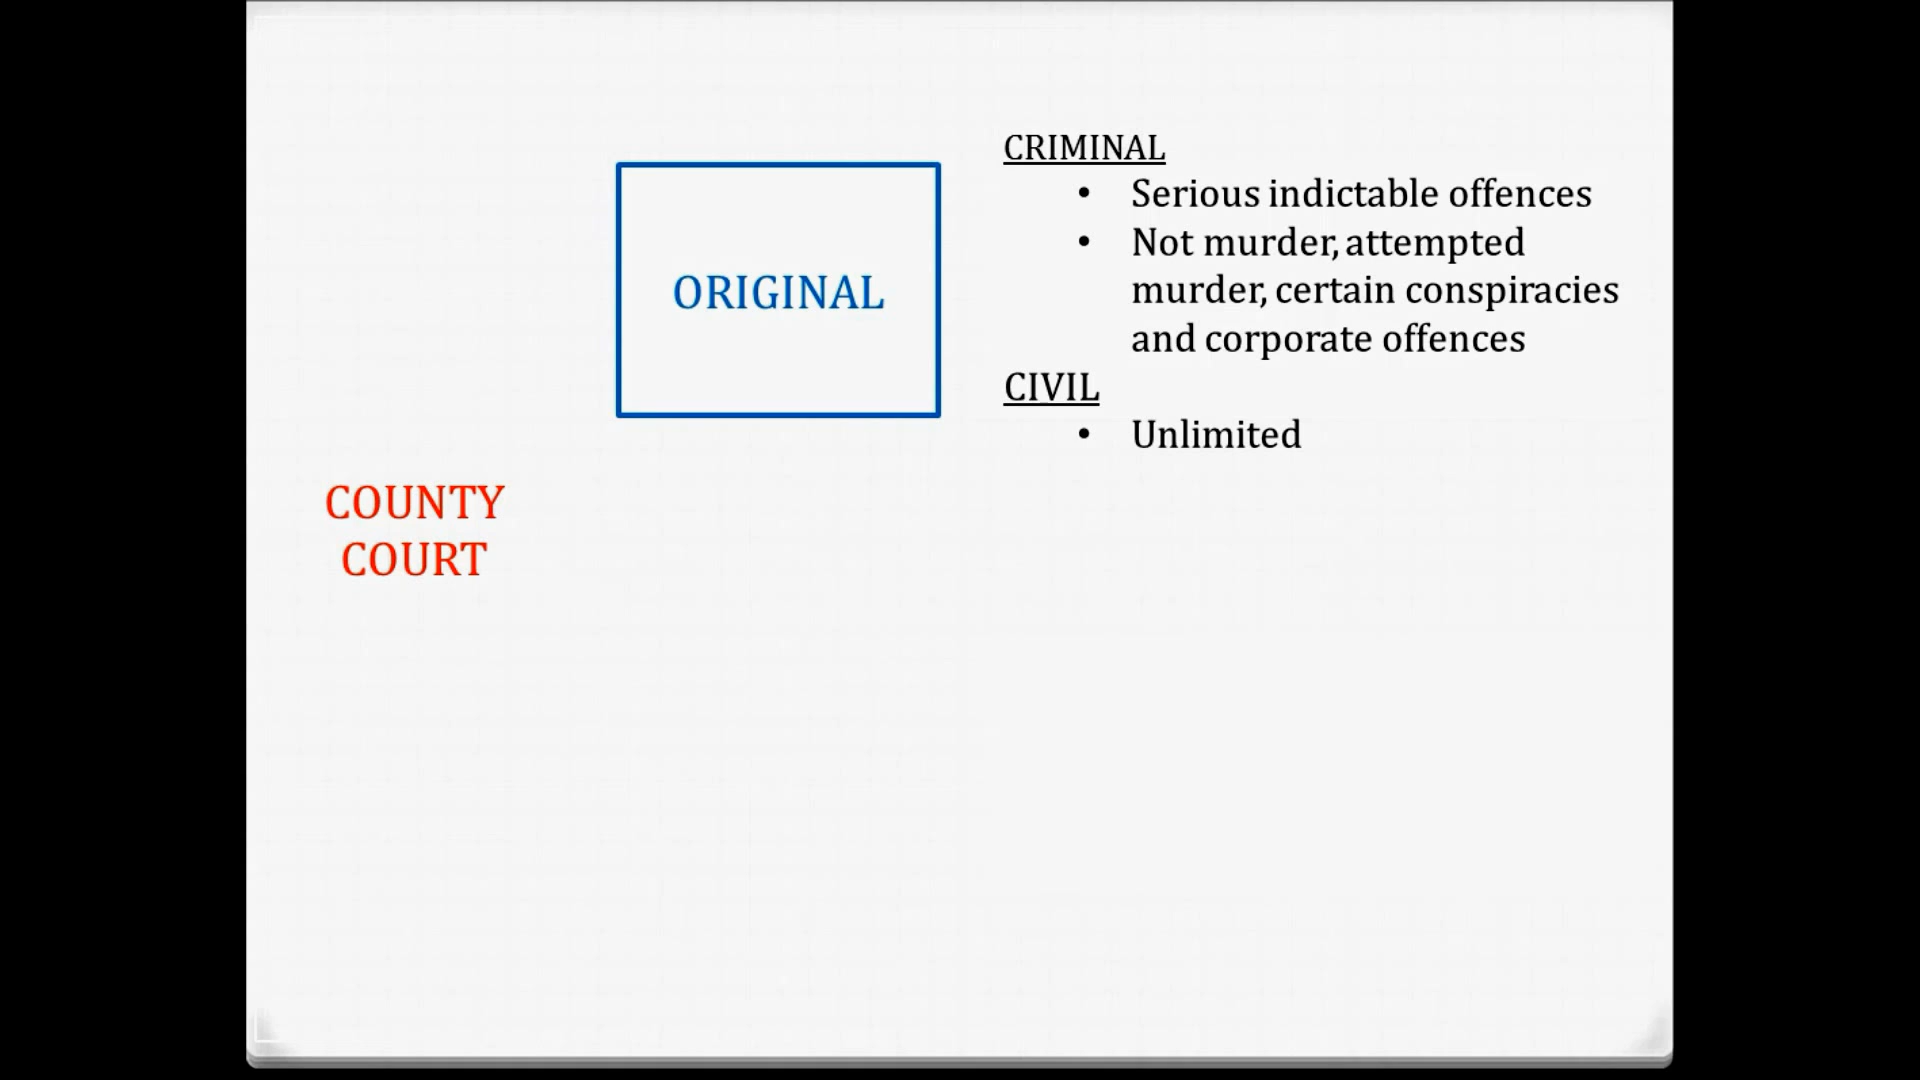 CRIMINAL
• Serious indictable offences
• Not murder, attempted
murder, certain conspiracies
and corporate offences
CIVIL
• Unlimited
ORIGINAL
COUNTY
COURT